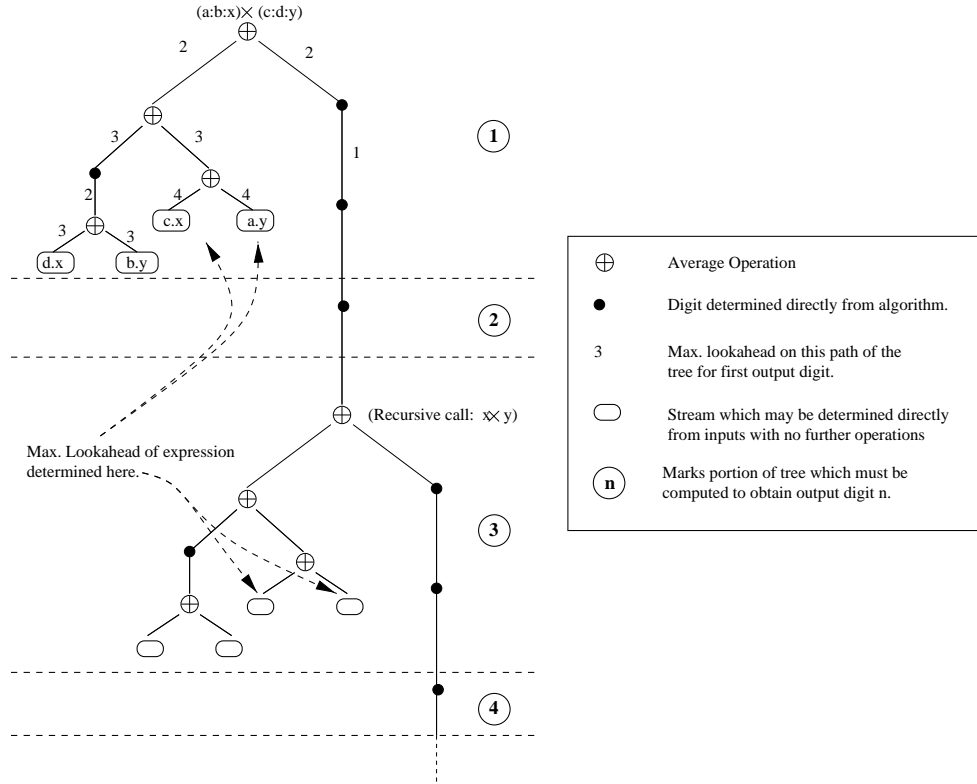 (a:b:x)× (c:d:y)
2
2
3
3
1
1
2
4
4
c.x
a.y
3
3
d.x
b.y
2
(Recursive call: x× y)
Max. Lookahead of expression
determined here.
3
4
Average Operation
Digit determined directly from algorithm.
3
Max. lookahead on this path of the
tree for first output digit.
Stream which may be determined directly
from inputs with no further operations
n
Marks portion of tree which must be
computed to obtain output digit n.